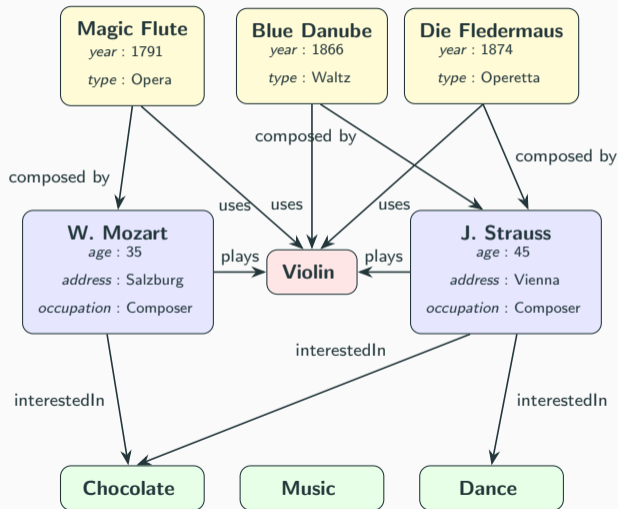 Magic Flute
year : 1791
type : Opera
Blue Danube
year : 1866
type : Waltz
Die Fledermaus
year : 1874
type : Operetta
composed by
composed by
composed by
uses
uses
uses
W. Mozart
age : 35
address : Salzburg
occupation : Composer
plays
Violin
plays
J. Strauss
age : 45
address : Vienna
occupation : Composer
interestedIn
interestedIn
interestedIn
Chocolate
Music
Dance